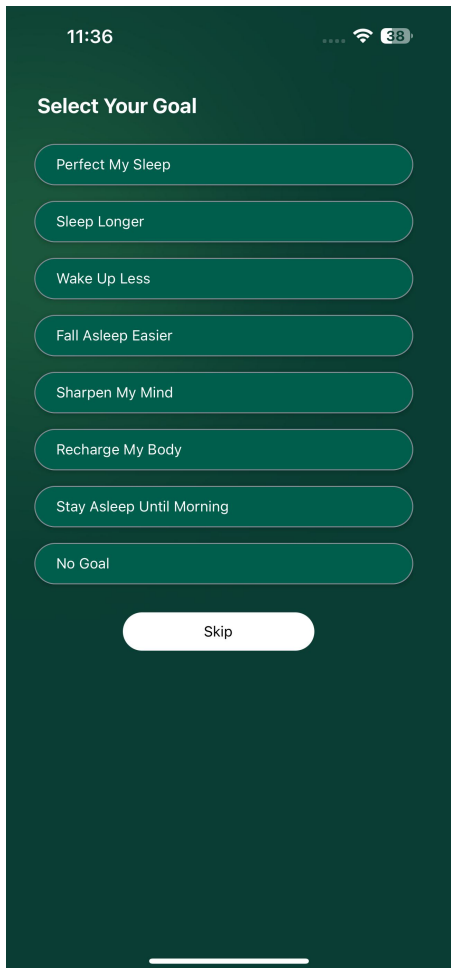 11:36
38
Select Your Goal
Perfect My Sleep
Sleep Longer
Wake Up Less
Fall Asleep Easier
Sharpen My Mind
Recharge My Body
Stay Asleep Until Morning
No Goal
Skip